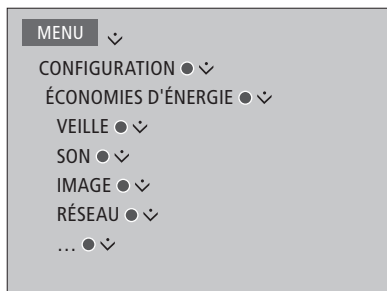 MENU
CONFIGURATION
ÉCONOMIES D'ÉNERGIE
VEILLE
SON
IMAGE
RÉSEAU
…